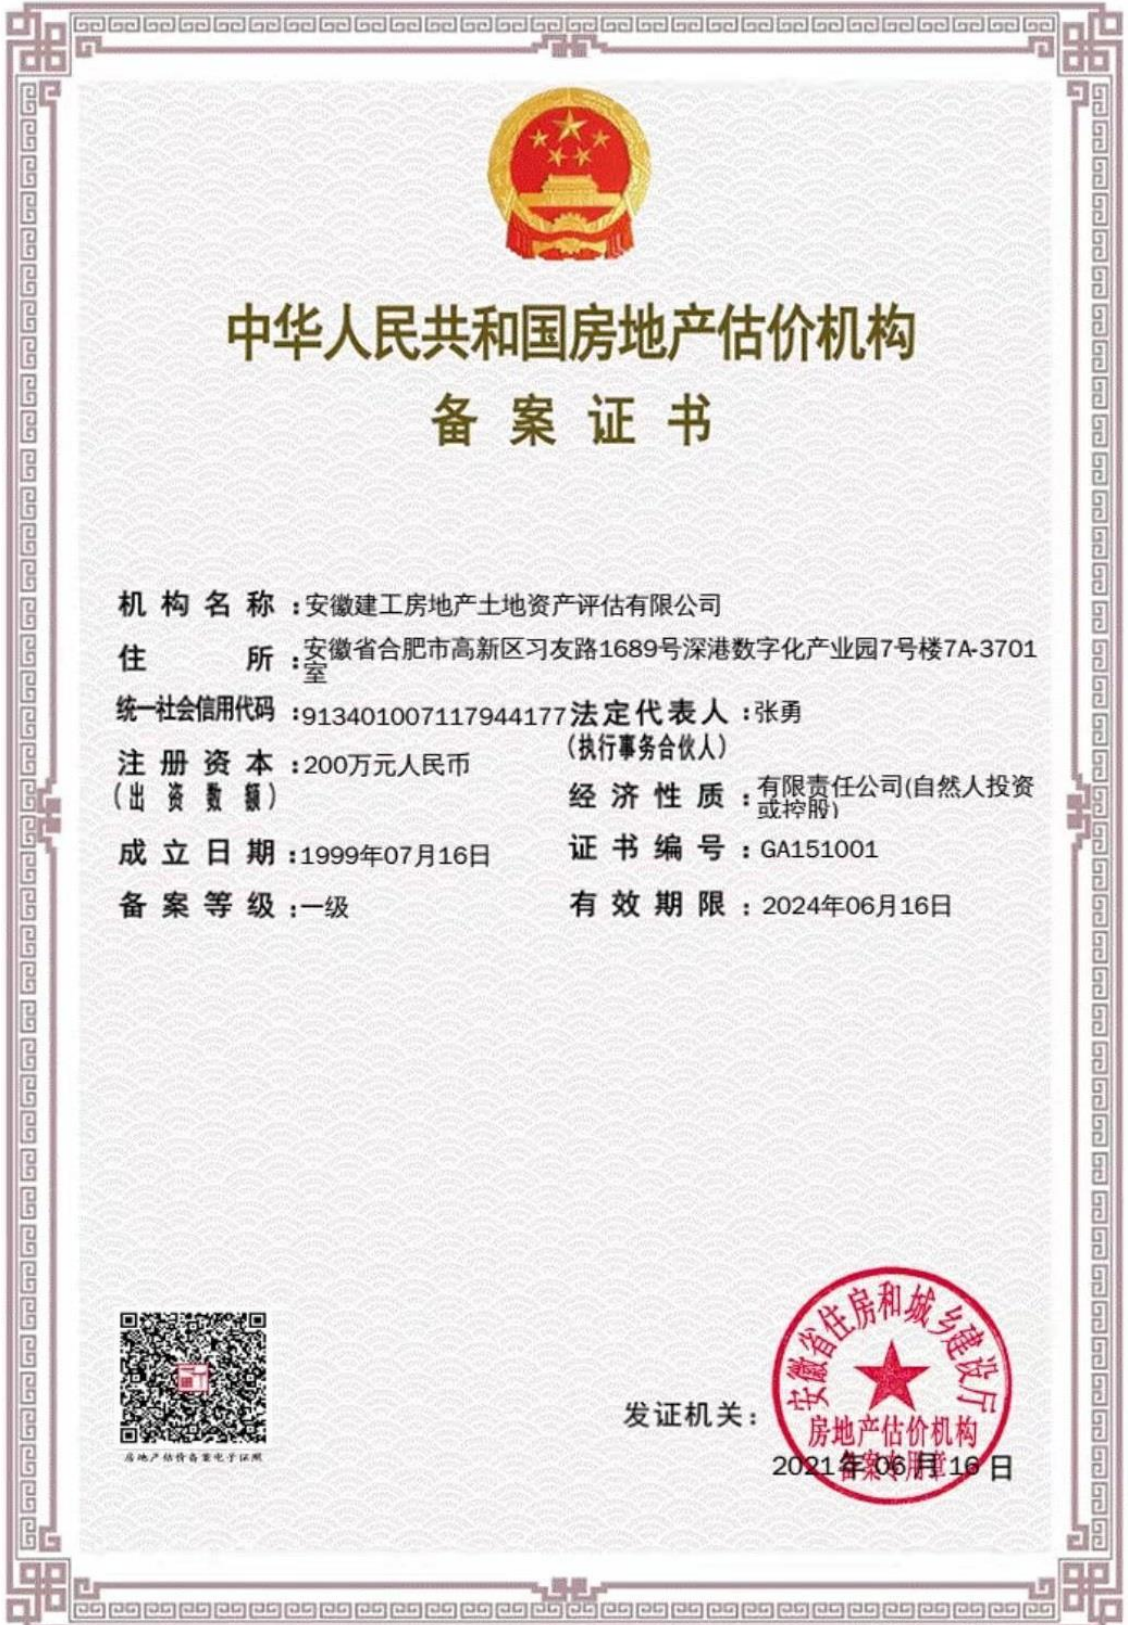 中华人民共和国房地产估价机构
备案证书
机构名称：安徽建工房地产土地资产评估有限公司
住所：安徽省合肥市高新区习友路1689号深港数字化产业园7号楼7A-3701
室
统一社会信用代码：913401007117944177 法定代表人：张勇
（执行事务合伙人）
注册资本：200万元人民币
（出资数额）
经济性质：有限责任公司(自然人投资
或控股)
成立日期：1999年07月16日 证书编号：GA151001
备案等级：一级 有效期限：2024年06月16日
安徽省住房和城乡建设厅
发证机关：
房地产估价机构
备案专用章
2021年06月16日
房地产估价备案电子证照